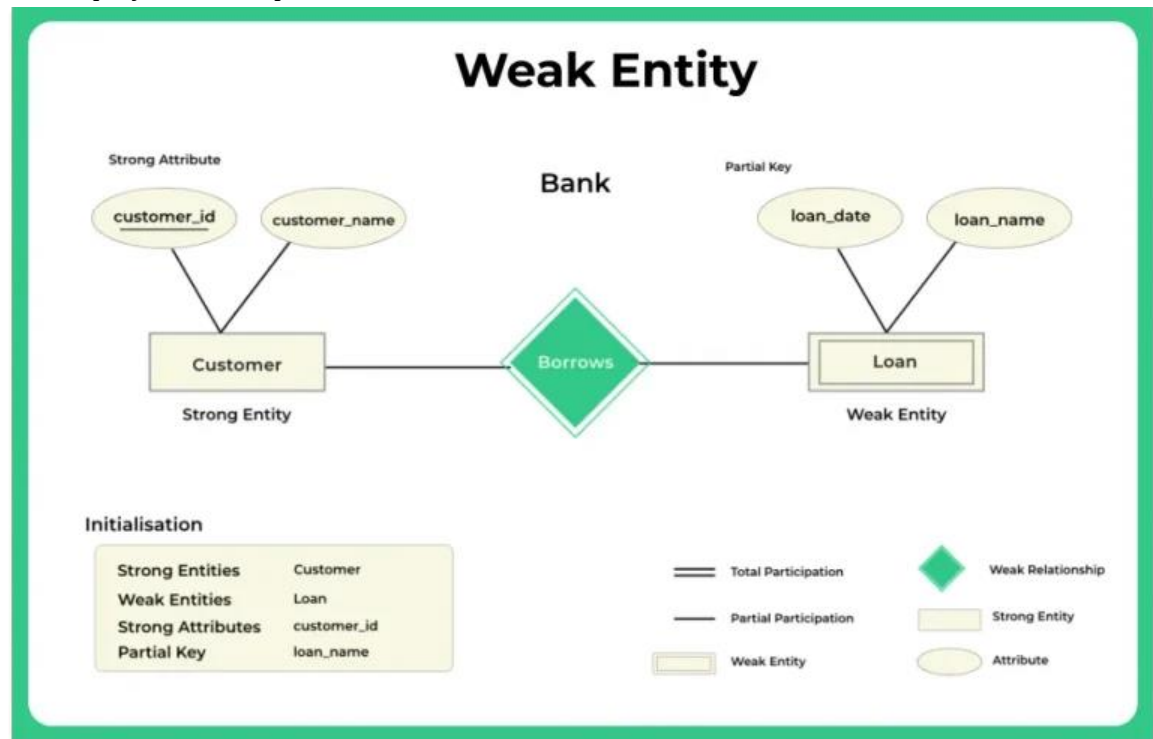 Weak Entity
Strong Attribute
Partial Key
Bank
customer_id
customer_name
loan_date
loan_name
Customer
Borrows
Loan
Strong Entity
Weak Entity
Initialisation
Strong Entities Customer
Weak Entities Loan
Strong Attributes customer_id
Partial Key loan_name
Total Participation
Weak Relationship
Partial Participation
Strong Entity
Weak Entity
Attribute